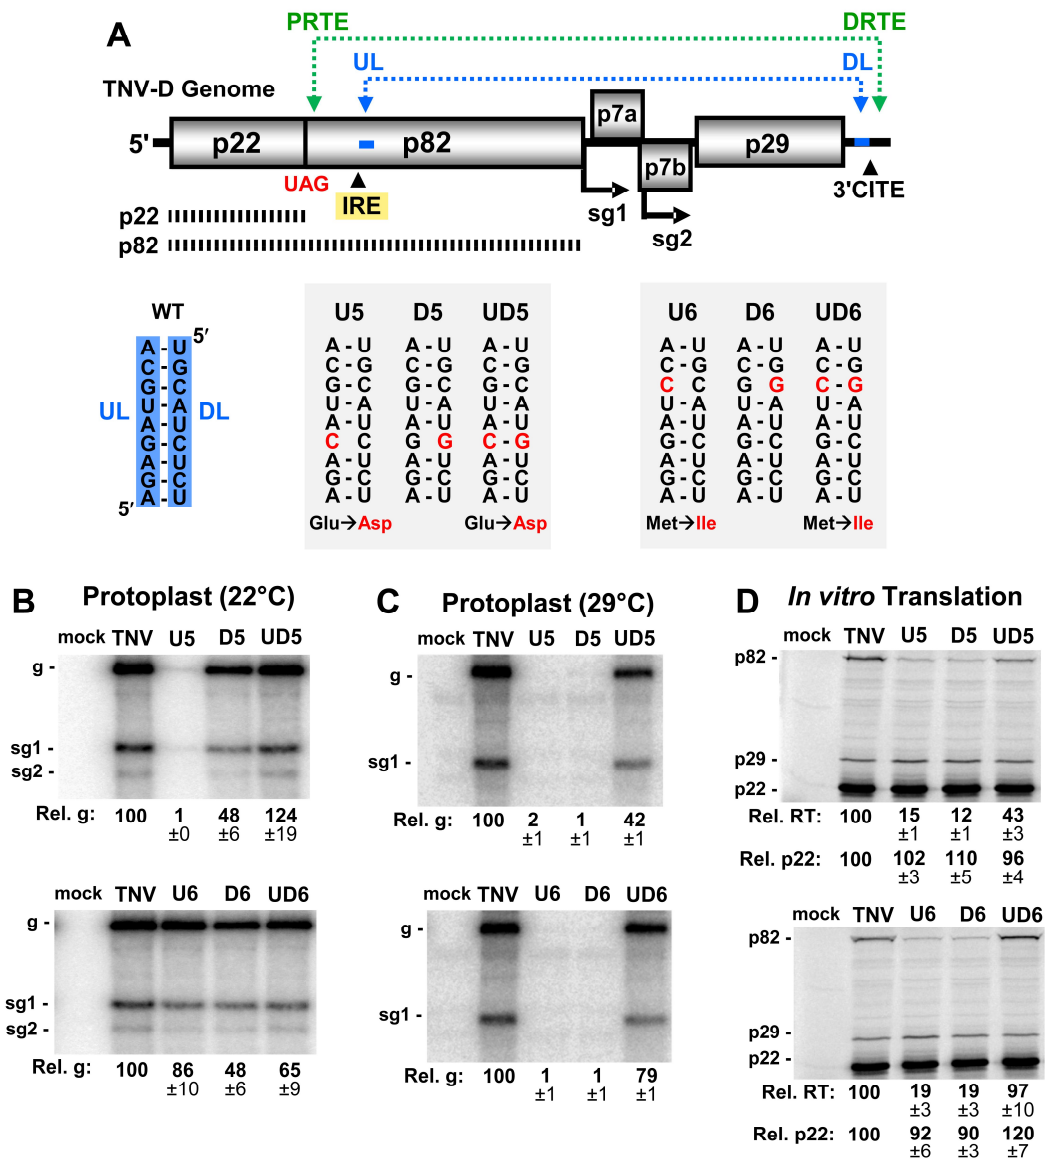 A
PRTE DRTE
UL DL
TNV-D Genome
5' p22 p82 p7a p7b p29
UAG IRE sg1 sg2 3'CITE
p22
p82
WT
5′
A-U
C-G
G-C
U-A
A-U
G-C
A-U
G-C
A-U
5′
UL DL
U5 D5 UD5
A-U A-U A-U
C-G C-G C-G
G-C G-C G-C
U-A U-A U-A
A U A-U A-U
C C G G C-G
A U A-U A-U
G-C G-C G-C
A-U A-U A-U
Glu→Asp Glu→Asp
U6 D6 UD6
A-U A-U A-U
C G C-G C-G
C C G G C-G
U A U-A U-A
A-U A-U A-U
G-C G-C G-C
A-U A-U A-U
G-C G-C G-C
A-U A-U A-U
Met→Ile Met→Ile
B Protoplast (22°C)
mock TNV U5 D5 UD5
g -
sg1 -
sg2 -
Rel. g: 100 1 48 124
±0 ±6 ±19
mock TNV U6 D6 UD6
g -
sg1 -
sg2 -
Rel. g: 100 86 48 65
±10 ±6 ±9
C Protoplast (29°C)
mock TNV U5 D5 UD5
g -
sg1 -
Rel. g: 100 2 1 42
±1 ±1 ±1
mock TNV U6 D6 UD6
g -
sg1 -
Rel. g: 100 1 1 79
±1 ±1 ±1
D In vitro Translation
mock TNV U5 D5 UD5
p82 -
p29 -
p22 -
Rel. RT: 100 15 12 43
±1 ±1 ±3
Rel. p22: 100 102 110 96
±3 ±5 ±4
mock TNV U6 D6 UD6
p82 -
p29 -
p22 -
Rel. RT: 100 19 19 97
±3 ±3 ±10
Rel. p22: 100 92 90 120
±6 ±3 ±7